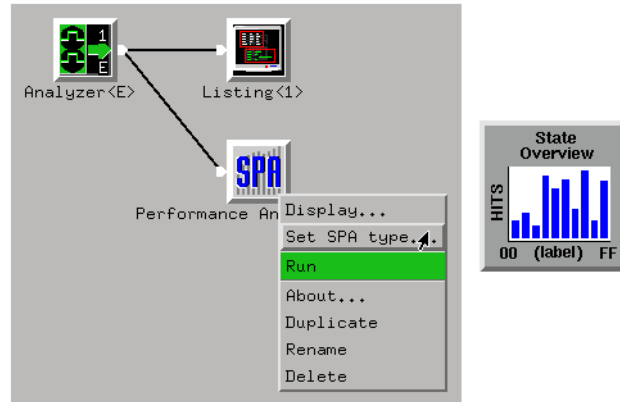 1
E
Analyzer<E>
Listing<1>
SPA
Performance An
Display...
Set SPA type...
Run
About...
Duplicate
Rename
Delete
State
Overview
HITS
00 (label) FF